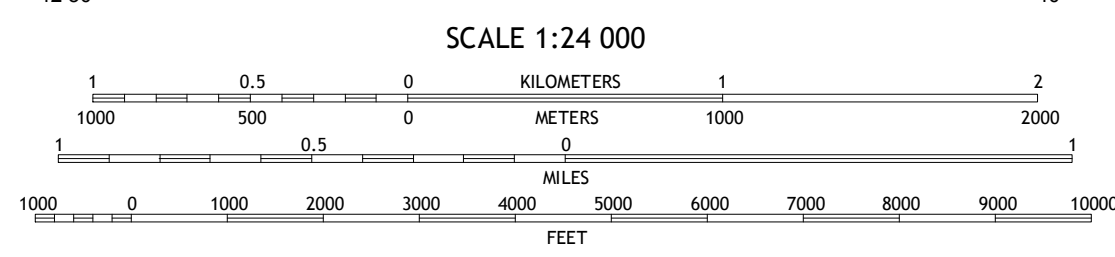 SCALE 1:24 000
1 0.5 0 KILOMETERS 1 2
1000 500 0 METERS 1000 2000
1 0.5 0 1
MILES
1000 0 1000 2000 3000 4000 5000 6000 7000 8000 9000 10000
FEET